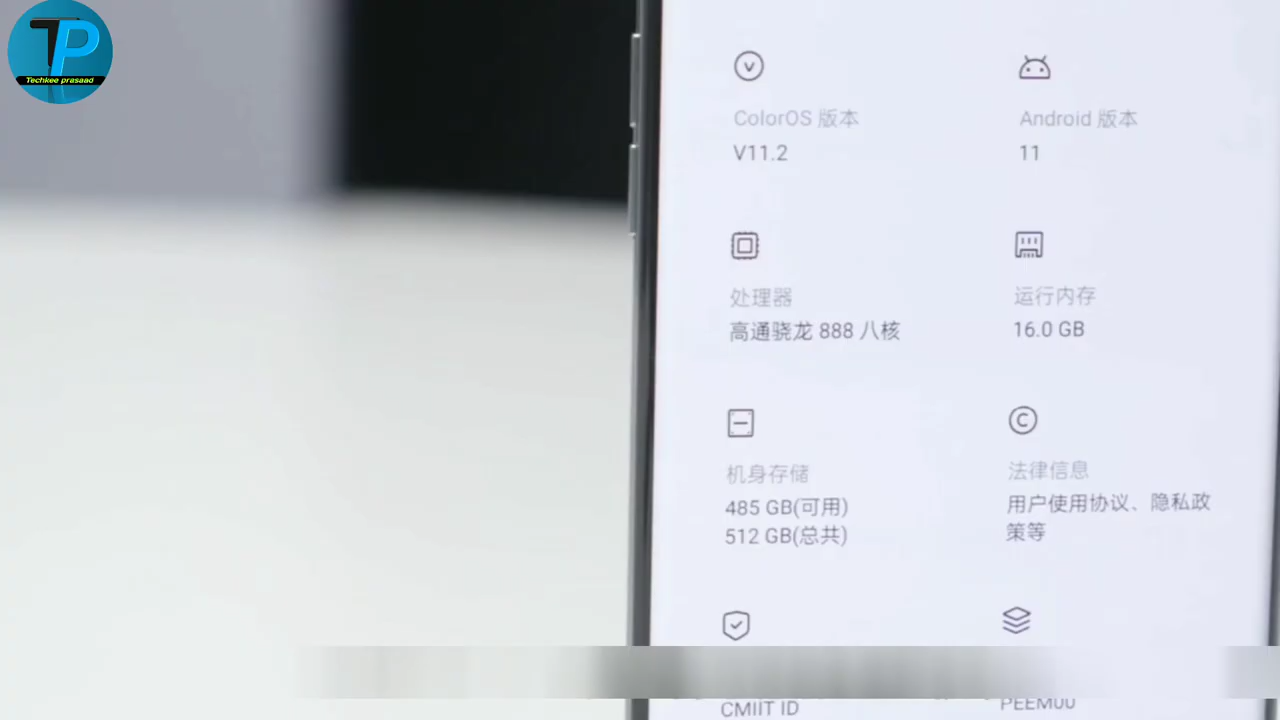 TP
Techkee prasaad
ColorOS 版本
V11.2
Android 版本
11
处理器
高通骁龙 888 八核
运行内存
16.0 GB
机身存储
485 GB(可用)
512 GB(总共)
法律信息
用户使用协议、隐私政
策等
CMIIT ID